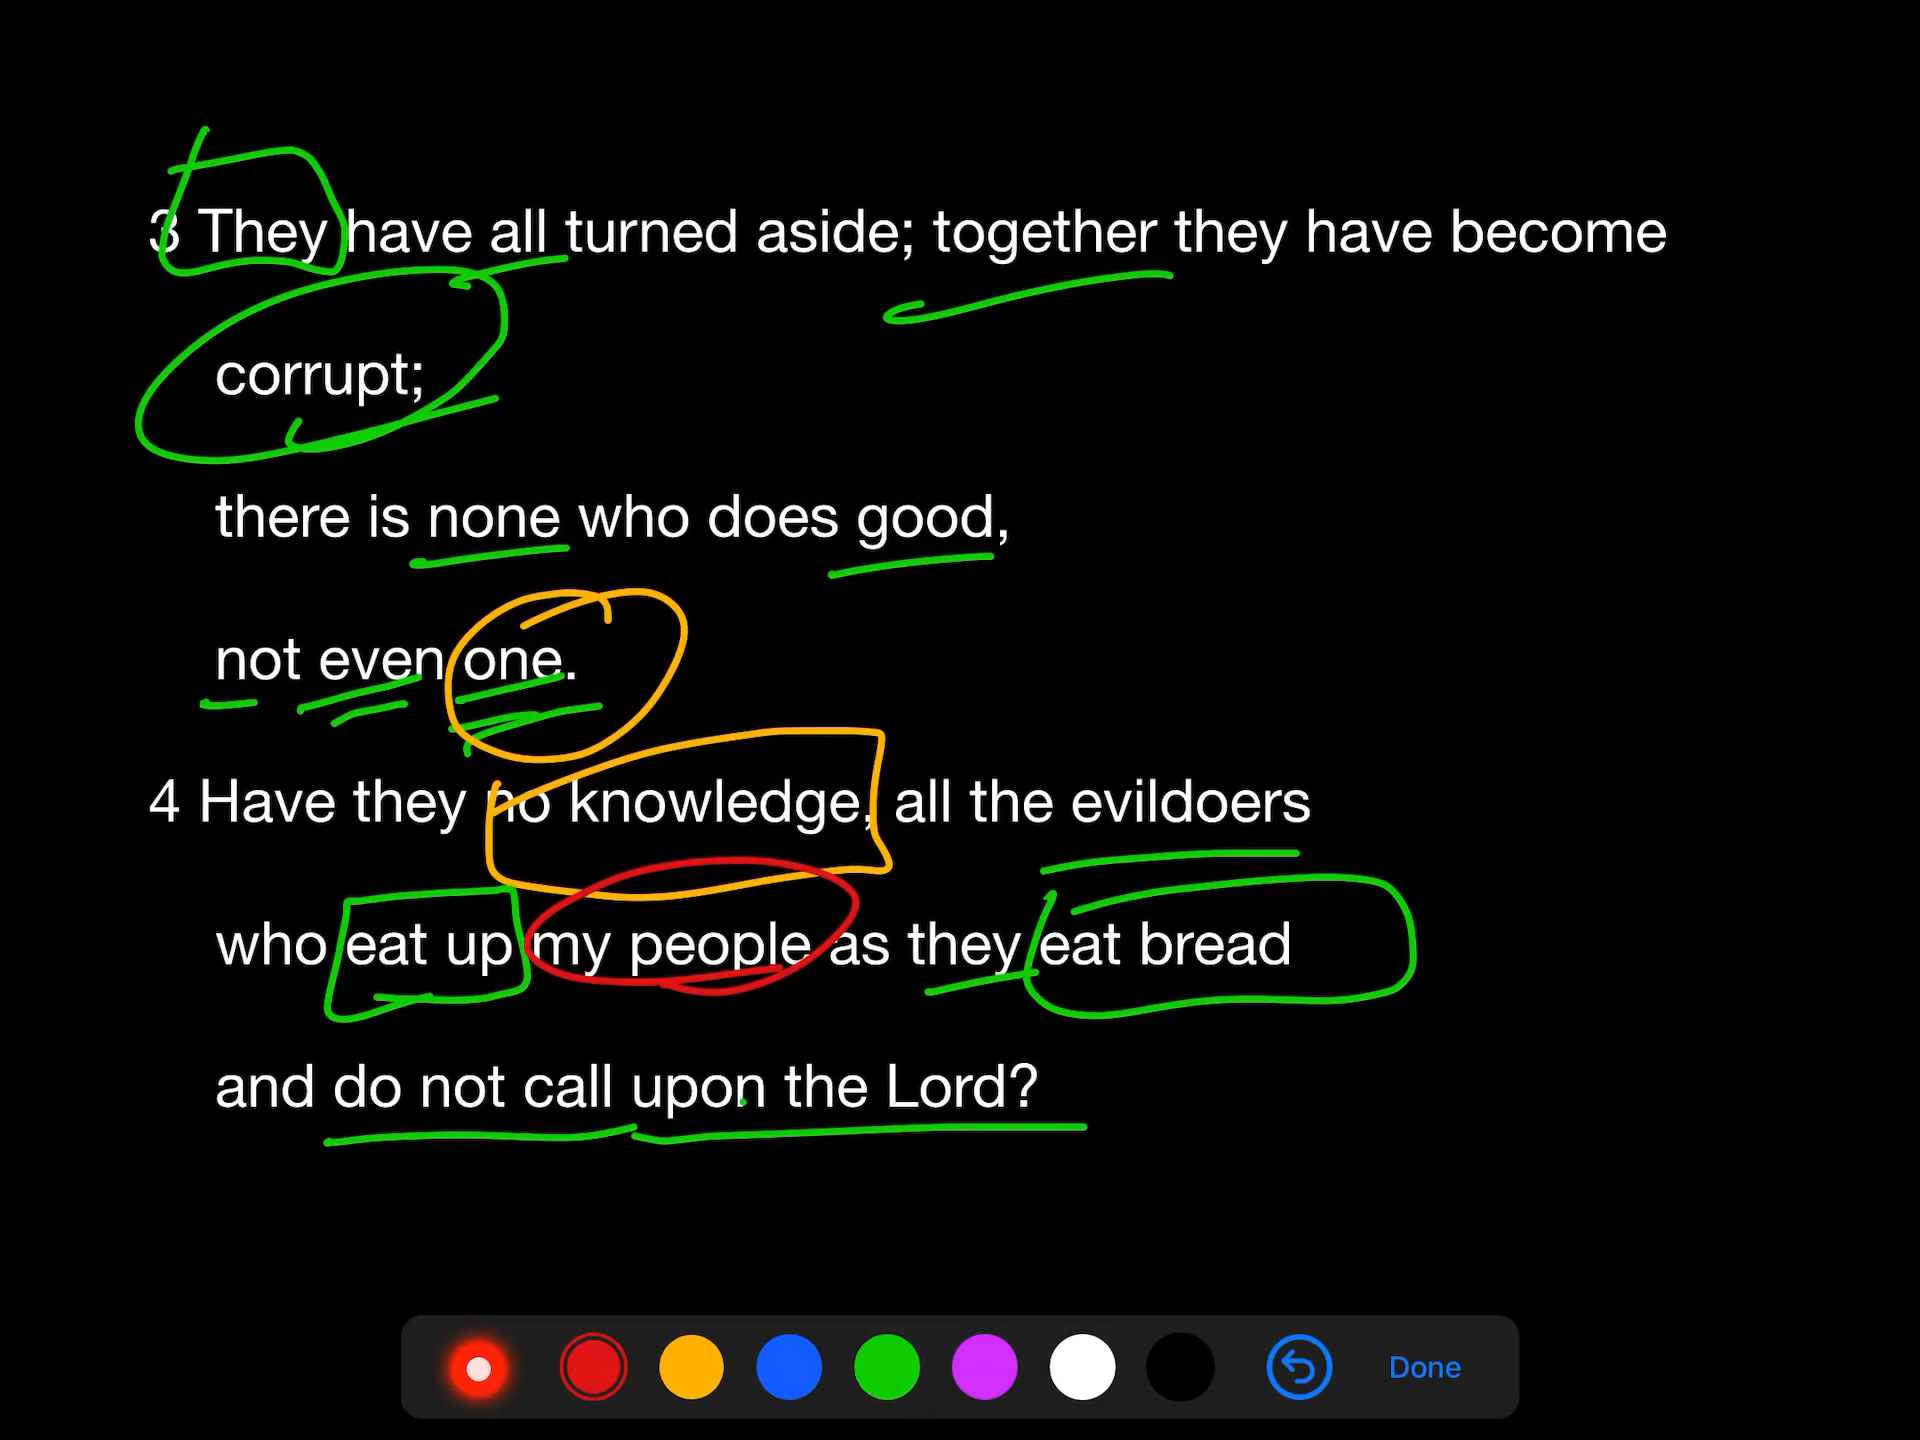 3 They have all turned aside; together they have become
corrupt;
there is none who does good,
not even one.
4 Have they no knowledge, all the evildoers
who eat up my people as they eat bread
and do not call upon the Lord?
Done